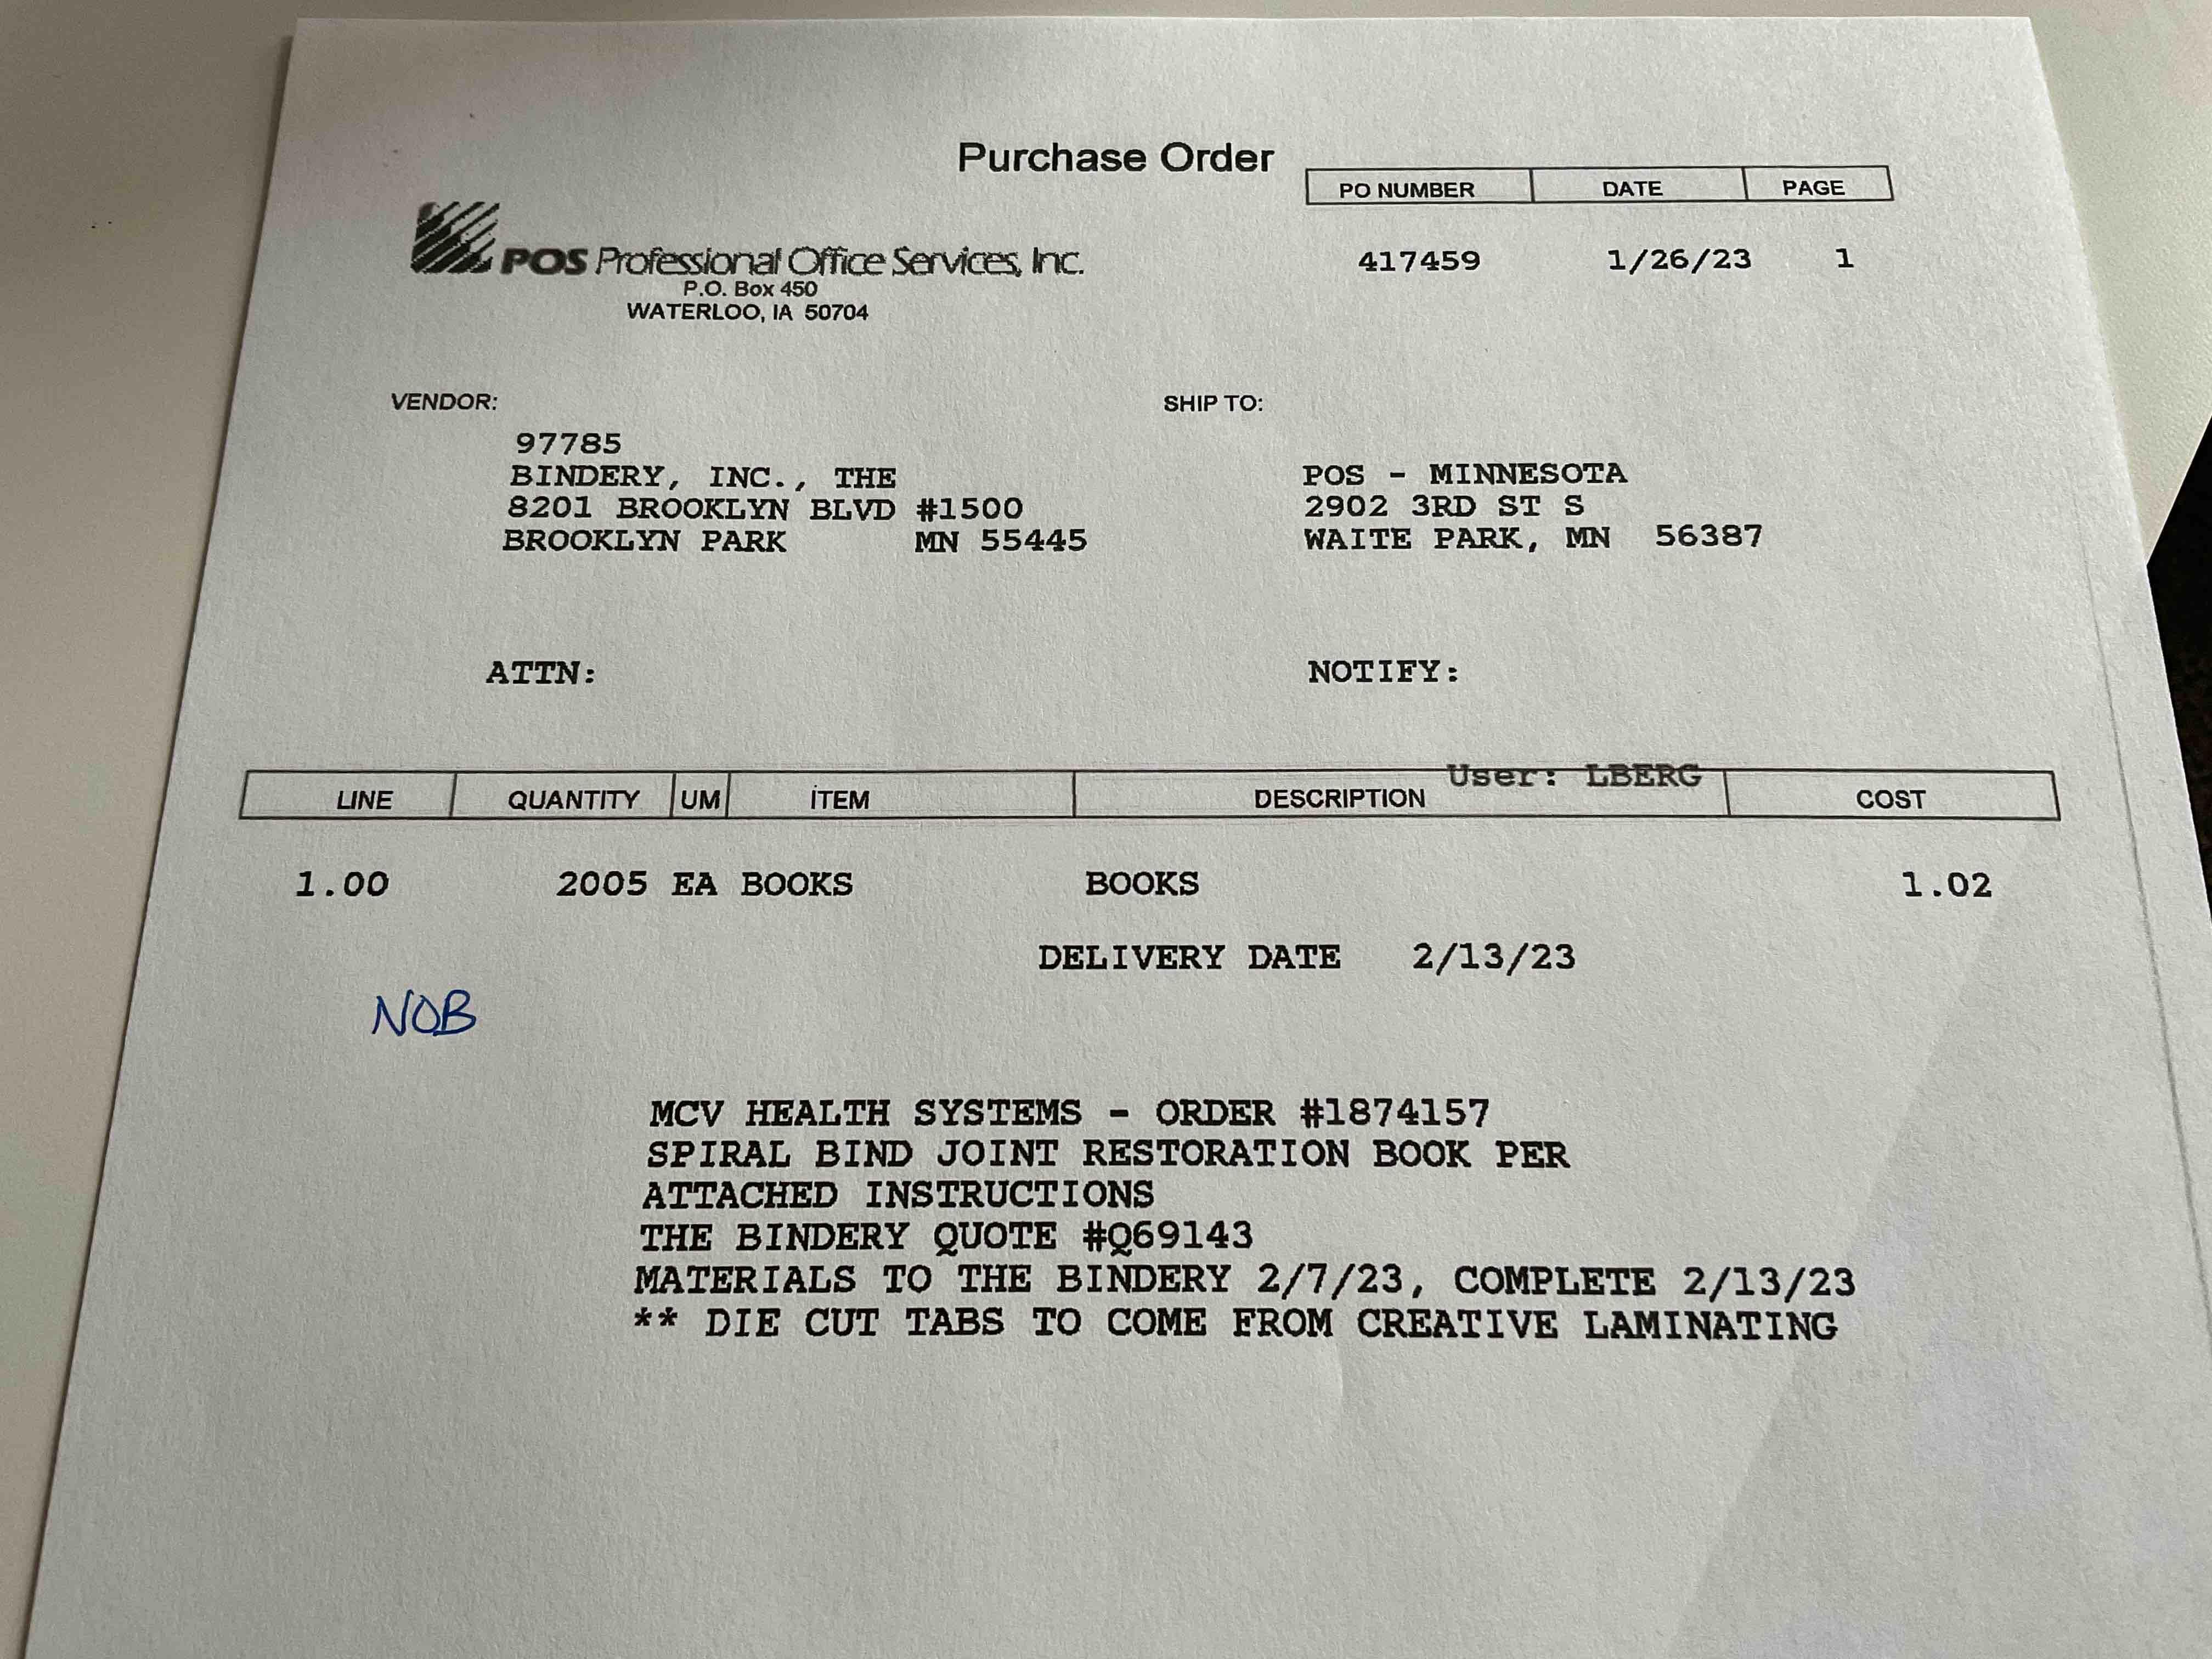 Purchase Order
PO NUMBER DATE PAGE
417459 1/26/23 1
POS Professional Office Services, Inc.
P.O. Box 450
WATERLOO, IA 50704
VENDOR:
97785
BINDERY, INC., THE
8201 BROOKLYN BLVD #1500
BROOKLYN PARK MN 55445
SHIP TO:
POS - MINNESOTA
2902 3RD ST S
WAITE PARK, MN 56387
ATTN:
NOTIFY:
User: LBERG
LINE QUANTITY UM ITEM DESCRIPTION COST
1.00 2005 EA BOOKS BOOKS 1.02
DELIVERY DATE 2/13/23
NOB
MCV HEALTH SYSTEMS - ORDER #1874157
SPIRAL BIND JOINT RESTORATION BOOK PER
ATTACHED INSTRUCTIONS
THE BINDERY QUOTE #Q69143
MATERIALS TO THE BINDERY 2/7/23, COMPLETE 2/13/23
** DIE CUT TABS TO COME FROM CREATIVE LAMINATING